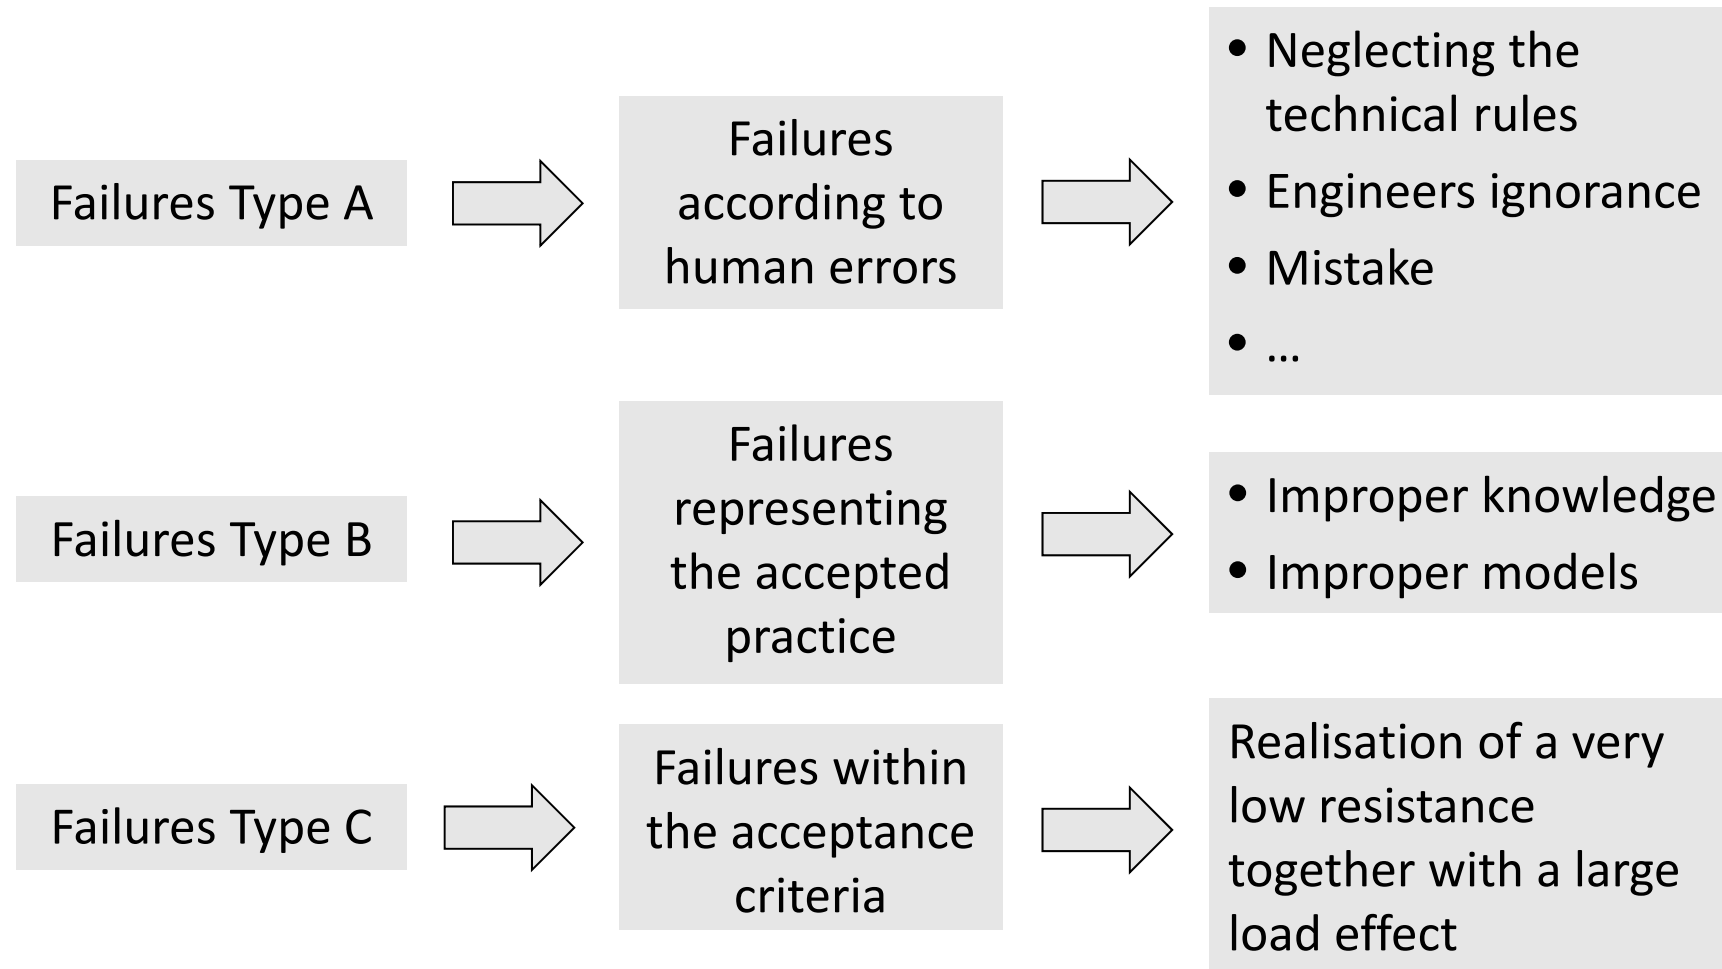 Failures Type A
Failures
according to
human errors
• Neglecting the
technical rules
• Engineers ignorance
• Mistake
• ...
Failures Type B
Failures
representing
the accepted
practice
• Improper knowledge
• Improper models
Failures Type C
Failures within
the acceptance
criteria
Realisation of a very
low resistance
together with a large
load effect